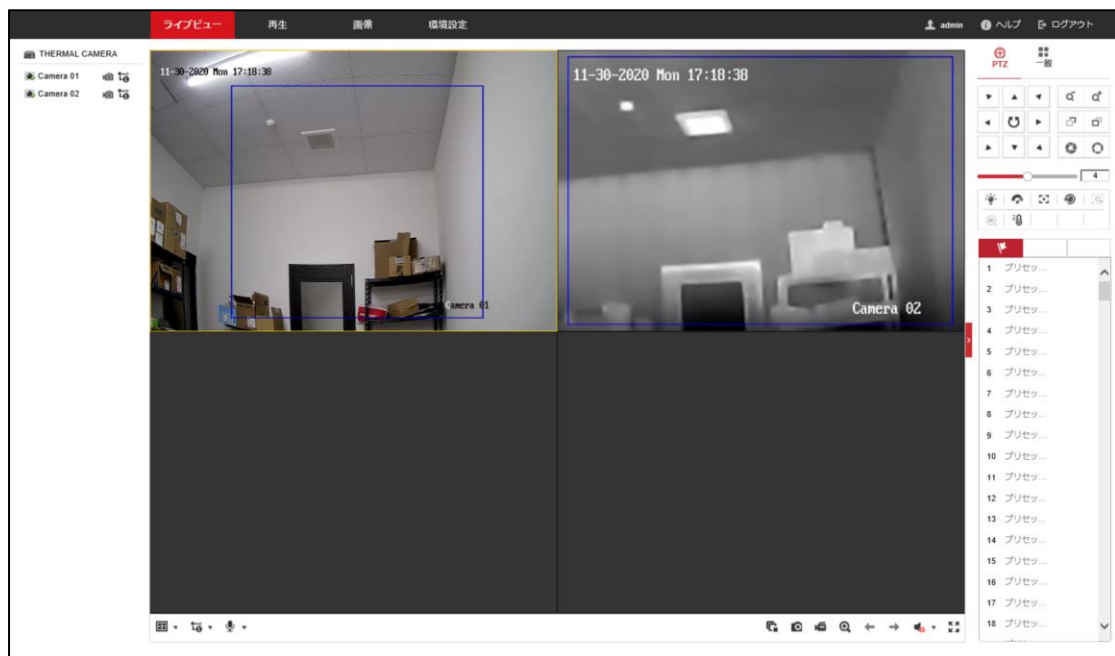 ライブビュー 再生 画像 環境設定 admin ヘルプ ログアウト
THERMAL CAMERA
Camera 01
Camera 02
11-30-2020 Mon 17:18:38
Camera 01
11-30-2020 Mon 17:18:38
Camera 02
PTZ 一般
4
1 プリセッ...
2 プリセッ...
3 プリセッ...
4 プリセッ...
5 プリセッ...
6 プリセッ...
7 プリセッ...
8 プリセッ...
9 プリセッ...
10 プリセッ...
11 プリセッ...
12 プリセッ...
13 プリセッ...
14 プリセッ...
15 プリセッ...
16 プリセッ...
17 プリセッ...
18 プリセッ...